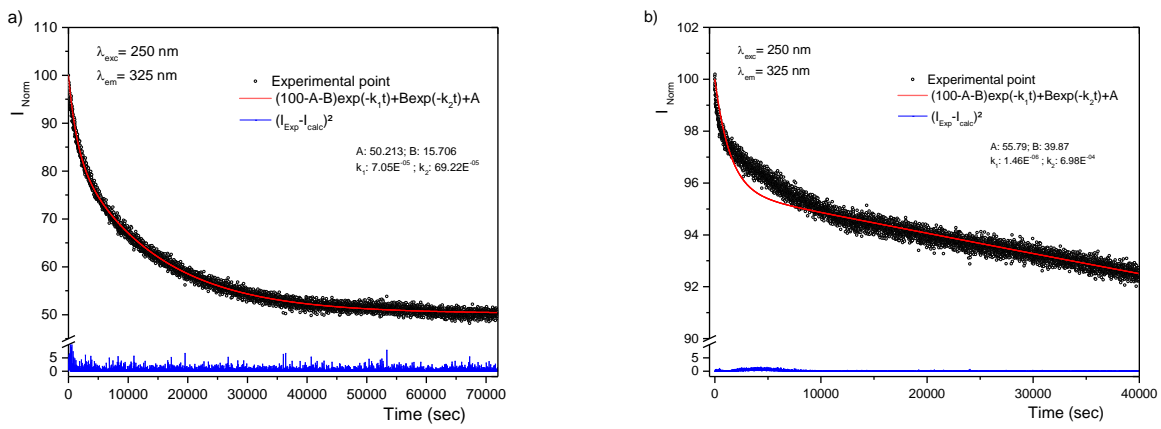 a)
λexc= 250 nm
λem= 325 nm
Experimental point
(100-A-B)exp(-k1t)+Bexp(-k2t)+A
(IExp-Icalc)²
A: 50.213; B: 15.706
k1: 7.05E-05 ; k2: 69.22E-05
I Norm
110
100
90
80
70
60
50
5
0
0 10000 20000 30000 40000 50000 60000 70000
Time (sec)
b)
λexc= 250 nm
λem= 325 nm
Experimental point
(100-A-B)exp(-k1t)+Bexp(-k2t)+A
(IExp-Icalc)²
A: 55.79; B: 39.87
k1: 1.46E-06 ; k2: 6.98E-04
I Norm
102
100
98
96
94
92
90
5
0
0 10000 20000 30000 40000
Time (sec)